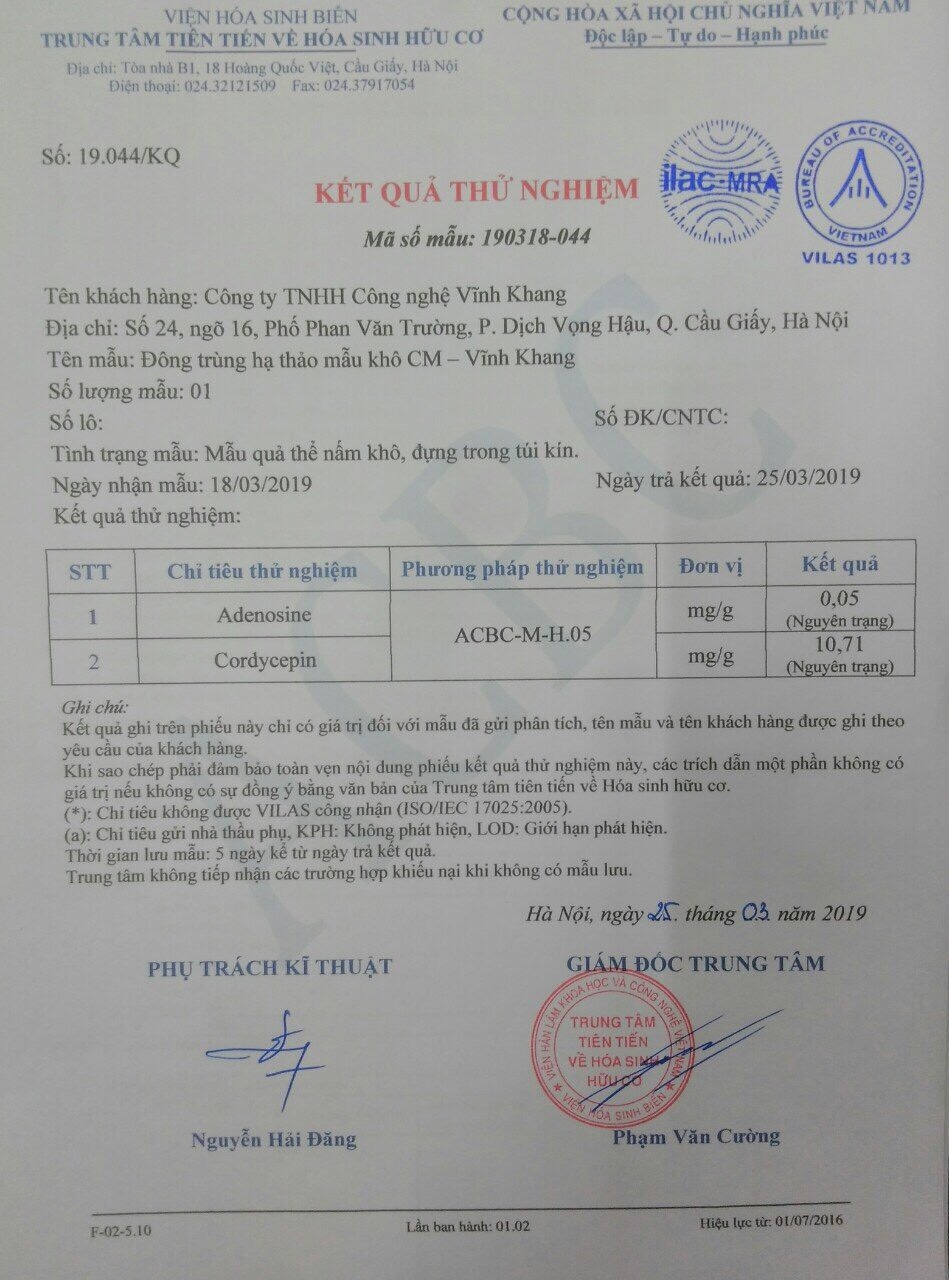 VIỆN HÓA SINH BIỂN
TRUNG TÂM TIÊN TIẾN VỀ HÓA SINH HỮU CƠ
Địa chỉ: Tòa nhà B1, 18 Hoàng Quốc Việt, Cầu Giấy, Hà Nội
Điện thoại: 024.32121509 Fax: 024.37917054
CỘNG HÒA XÃ HỘI CHỦ NGHĨA VIỆT NAM
Độc lập – Tự do – Hạnh phúc
Số: 19.044/KQ
ilac-MRA
BUREAU OF ACCREDITATION
VIETNAM
VILAS 1013
KẾT QUẢ THỬ NGHIỆM
Mã số mẫu: 190318-044
Tên khách hàng: Công ty TNHH Công nghệ Vĩnh Khang
Địa chỉ: Số 24, ngõ 16, Phố Phan Văn Trường, P. Dịch Vọng Hậu, Q. Cầu Giấy, Hà Nội
Tên mẫu: Đông trùng hạ thảo mẫu khô CM – Vĩnh Khang
Số lượng mẫu: 01
Số lô: Số ĐK/CNTC:
Tình trạng mẫu: Mẫu quả thể nấm khô, đựng trong túi kín.
Ngày nhận mẫu: 18/03/2019 Ngày trả kết quả: 25/03/2019
Kết quả thử nghiệm:
STT Chỉ tiêu thử nghiệm Phương pháp thử nghiệm Đơn vị Kết quả
1 Adenosine ACBC-M-H.05 mg/g 0,05
(Nguyên trạng)
2 Cordycepin mg/g 10,71
(Nguyên trạng)
Ghi chú:
Kết quả ghi trên phiếu này chỉ có giá trị đối với mẫu đã gửi phân tích, tên mẫu và tên khách hàng được ghi theo
yêu cầu của khách hàng.
Khi sao chép phải đảm bảo toàn vẹn nội dung phiếu kết quả thử nghiệm này, các trích dẫn một phần không có
giá trị nếu không có sự đồng ý bằng văn bản của Trung tâm tiên tiến về Hóa sinh hữu cơ.
(*): Chỉ tiêu không được VILAS công nhận (ISO/IEC 17025:2005).
(a): Chỉ tiêu gửi nhà thầu phụ, KPH: Không phát hiện, LOD: Giới hạn phát hiện.
Thời gian lưu mẫu: 5 ngày kể từ ngày trả kết quả.
Trung tâm không tiếp nhận các trường hợp khiếu nại khi không có mẫu lưu.
Hà Nội, ngày 25. tháng 03. năm 2019
PHỤ TRÁCH KĨ THUẬT
GIÁM ĐỐC TRUNG TÂM
VIỆN HÀN LÂM KHOA HỌC VÀ CÔNG NGHỆ VIỆT NAM
TRUNG TÂM
TIÊN TIẾN
VỀ HÓA SINH
HỮU CƠ
★ VIỆN HÓA SINH BIỂN ★
Nguyễn Hải Đăng
Phạm Văn Cường
F-02-5.10 Lần ban hành: 01.02 Hiệu lực từ: 01/07/2016